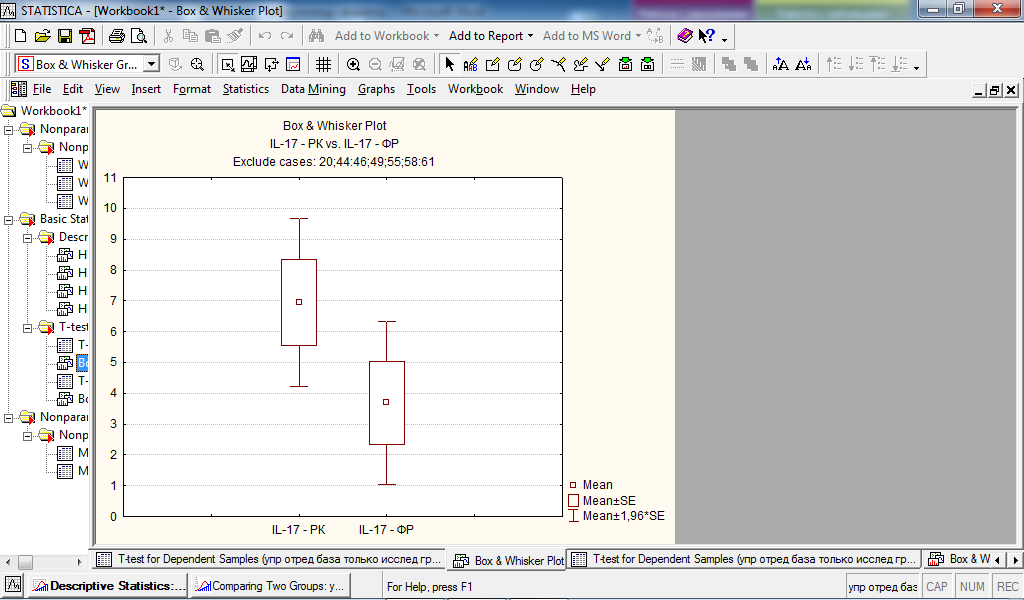 STATISTICA - [Workbook1* - Box & Whisker Plot]
Add to Workbook Add to Report Add to MS Word
Box & Whisker Gr...
File Edit View Insert Format Statistics Data Mining Graphs Tools Workbook Window Help
Workbook1*
Nonparar
Nonp
W
W
W
Basic Stat
Descr
H
H
H
H
T-test
T-
Bo
T-
Bo
Nonparar
Nonp
M
M
Box & Whisker Plot
IL-17 - РК vs. IL-17 - ФР
Exclude cases: 20;44:46;49;55;58:61
11
10
9
8
7
6
5
4
3
2
1
0
IL-17 - РК IL-17 - ФР
Mean
Mean±SE
Mean±1,96*SE
T-test for Dependent Samples (упр отред база только исслед гр... Box & Whisker Plot T-test for Dependent Samples (упр отред база только исслед гр... Box & W
Descriptive Statistics:... Comparing Two Groups: у... For Help, press F1 упр отред баз CAP NUM REC